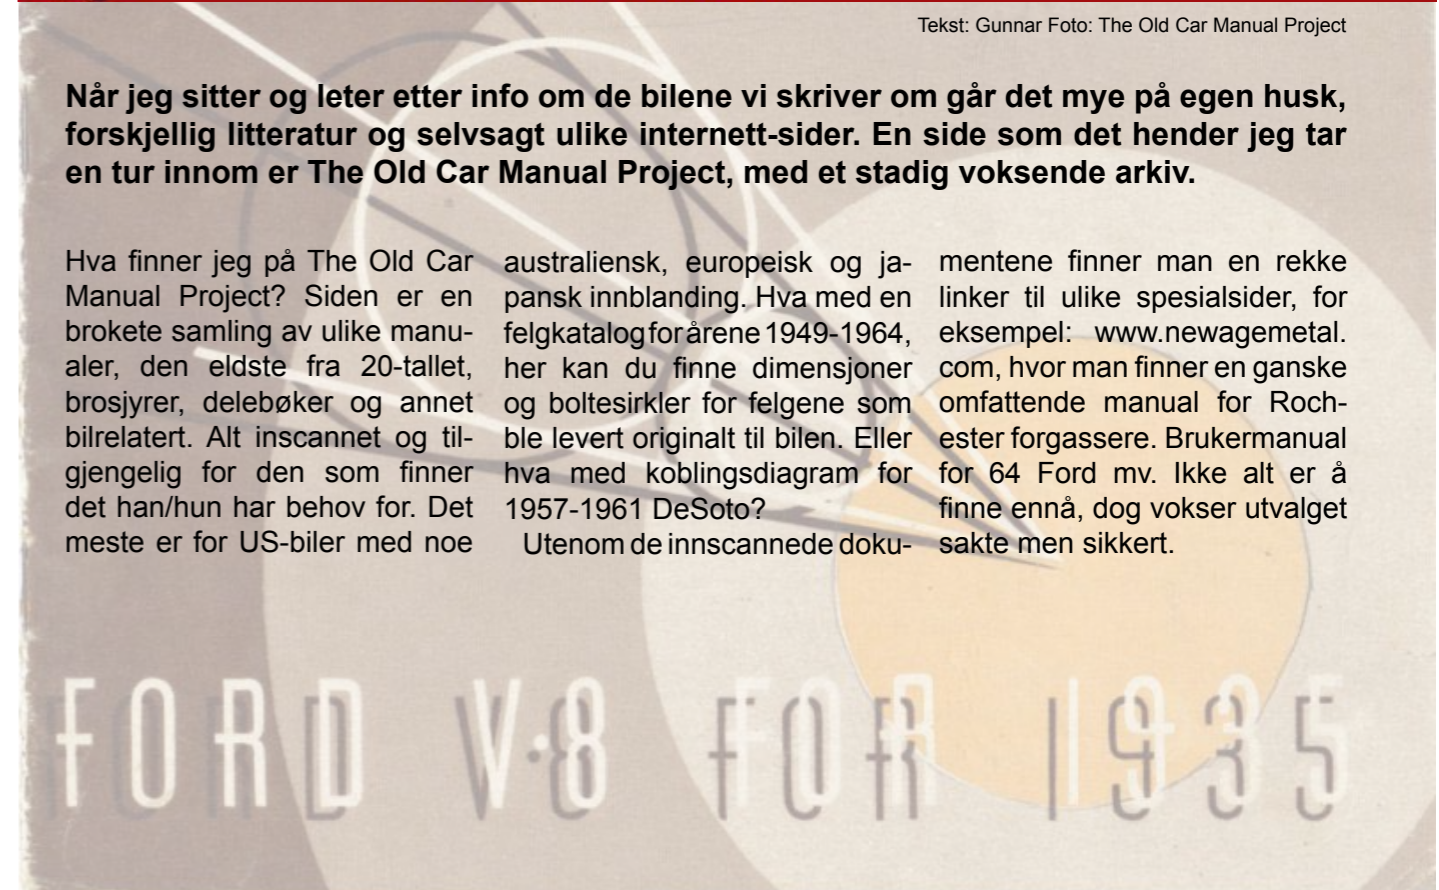 Tekst: Gunnar Foto: The Old Car Manual Project
Når jeg sitter og leter etter info om de bilene vi skriver om går det mye på egen husk,
forskjellig litteratur og selvsagt ulike internett-sider. En side som det hender jeg tar
en tur innom er The Old Car Manual Project, med et stadig voksende arkiv.
Hva finner jeg på The Old Car
Manual Project? Siden er en
brokete samling av ulike manu-
aler, den eldste fra 20-tallet,
brosjyrer, delebøker og annet
bilrelatert. Alt inscannet og til-
gjengelig for den som finner
det han/hun har behov for. Det
meste er for US-biler med noe
australiensk, europeisk og ja-
pansk innblanding. Hva med en
felgkatalog for årene 1949-1964,
her kan du finne dimensjoner
og boltesirkler for felgene som
ble levert originalt til bilen. Eller
hva med koblingsdiagram for
1957-1961 DeSoto?
Utenom de innscannede doku-
mentene finner man en rekke
linker til ulike spesialsider, for
eksempel: www.newagemetal.
com, hvor man finner en ganske
omfattende manual for Roch-
ester forgassere. Brukermanual
for 64 Ford mv. Ikke alt er å
finne ennå, dog vokser utvalget
sakte men sikkert.
FORD V·8 FOR 1935